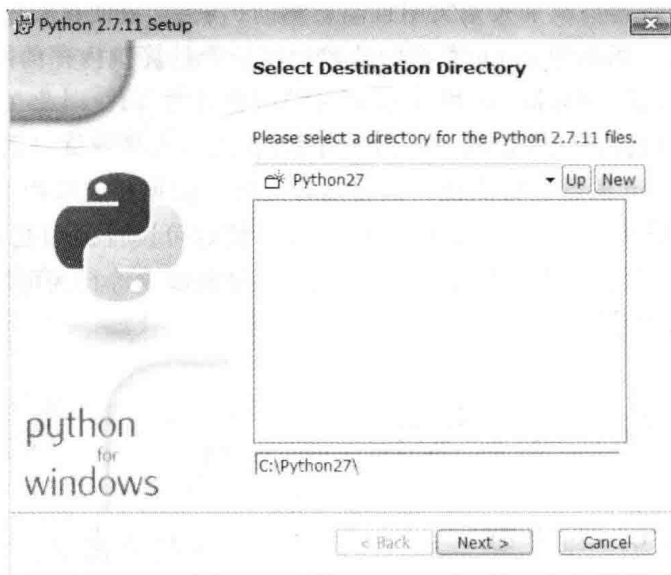 Python 2.7.11 Setup
Select Destination Directory
Please select a directory for the Python 2.7.11 files.
Python27
Up
New
python
for
windows
C:\Python27\
< Back
Next >
Cancel